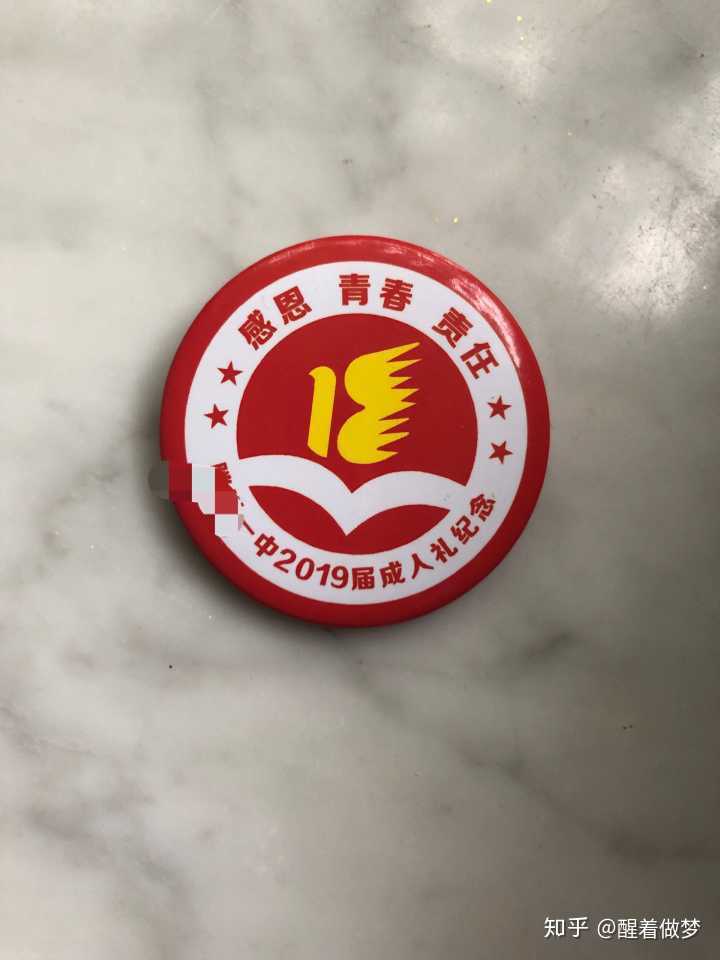 感恩 青春 责任
18
一中2019届成人礼纪念
知乎 @醒着做梦